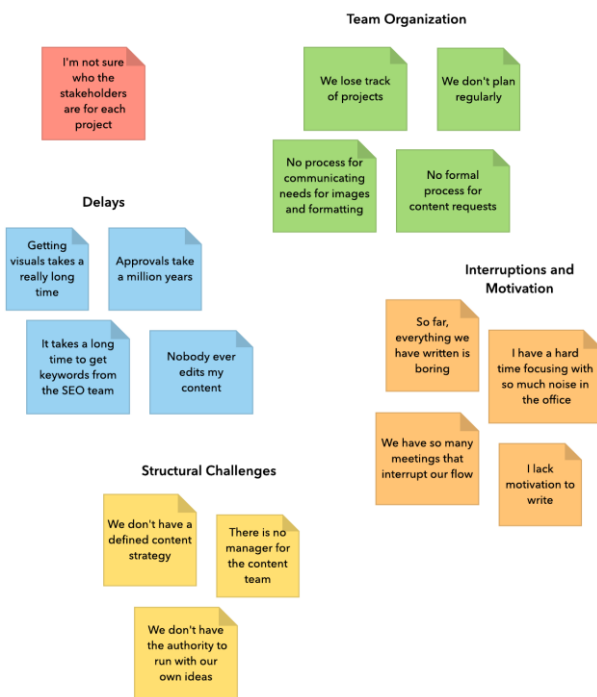 Team Organization
I'm not sure
who the
stakeholders
are for each
project
We lose track
of projects
We don't plan
regularly
No process for
communicating
needs for images
and formatting
No formal
process for
content requests
Delays
Getting
visuals takes a
really long
time
Approvals take
a million years
It takes a long
time to get
keywords from
the SEO team
Nobody ever
edits my
content
Interruptions and
Motivation
So far,
everything we
have written is
boring
I have a hard
time focusing with
so much noise in
the office
We have so many
meetings that
interrupt our flow
I lack
motivation to
write
Structural Challenges
We don't have a
defined content
strategy
There is no
manager for
the content
team
We don't have
the authority to
run with our
own ideas